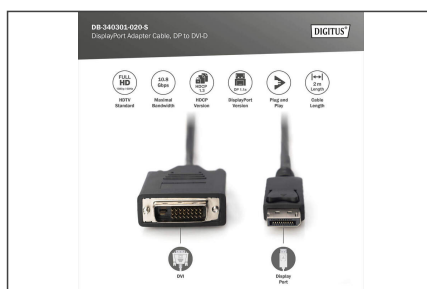 DB-340301-020-S
DisplayPort Adapter Cable, DP to DVI-D
DIGITUS®
FULL
HD
HDTV
Standard
10.8
Gbps
Maximal
Bandwidth
HDCP
1.3
HDCP
Version
DP 1.1a
DisplayPort
Version
Plug and
Play
2 m
Length
Cable
Length
DVI
Display
Port